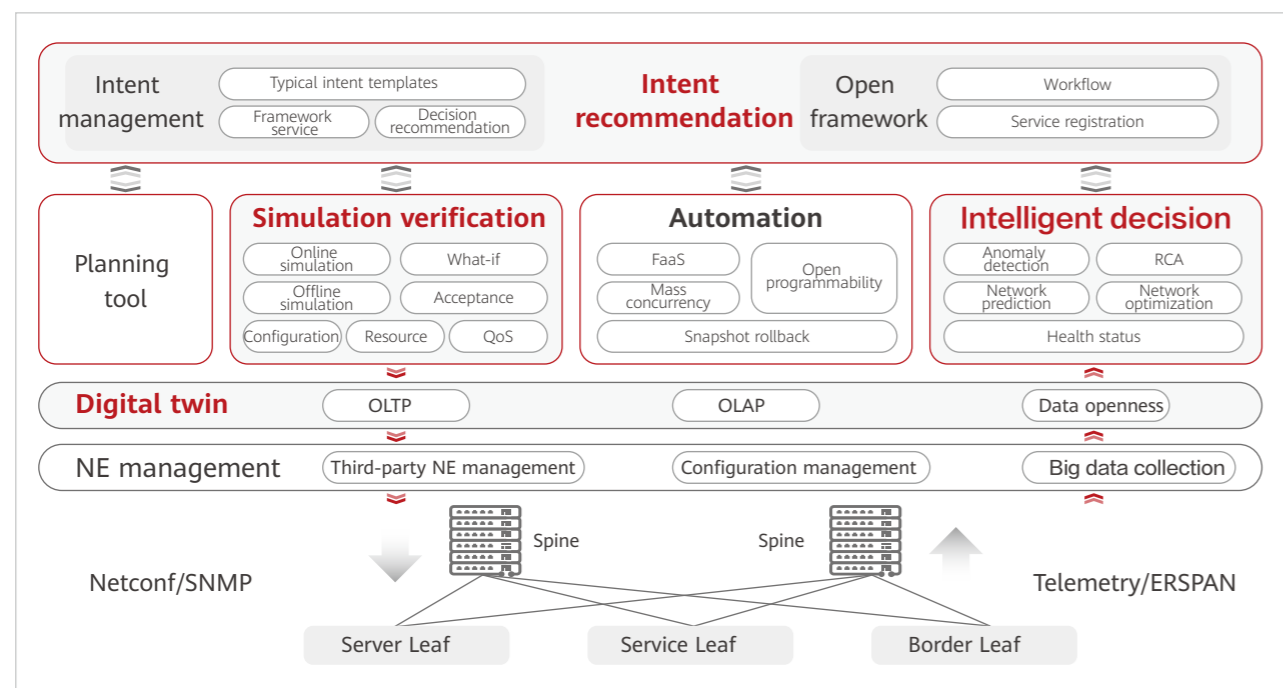 Intent
management
Typical intent templates
Framework
service
Decision
recommendation
Intent
recommendation
Open
framework
Workflow
Service registration
Planning
tool
Simulation verification
Online
simulation
What-if
Offline
simulation
Acceptance
Configuration
Resource
QoS
Automation
FaaS
Mass
concurrency
Open
programmability
Snapshot rollback
Intelligent decision
Anomaly
detection
RCA
Network
prediction
Network
optimization
Health status
Digital twin
OLTP
OLAP
Data openness
NE management
Third-party NE management
Configuration management
Big data collection
Netconf/SNMP
Spine
Spine
Telemetry/ERSPAN
Server Leaf
Service Leaf
Border Leaf